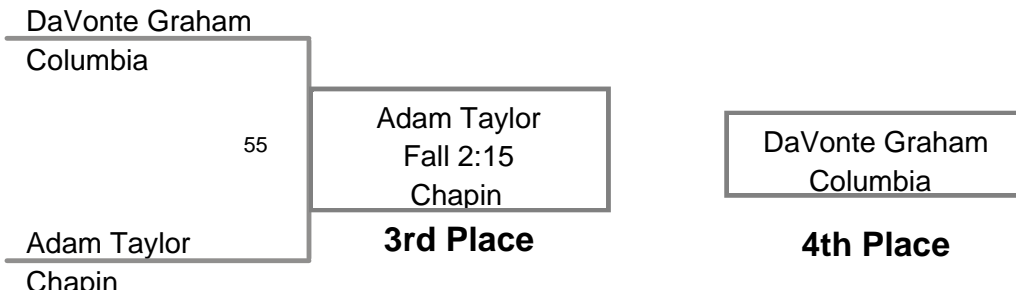 DaVonte Graham
Columbia
55
Adam Taylor
Fall 2:15
Chapin
3rd Place
DaVonte Graham
Columbia
4th Place
Adam Taylor
Chapin